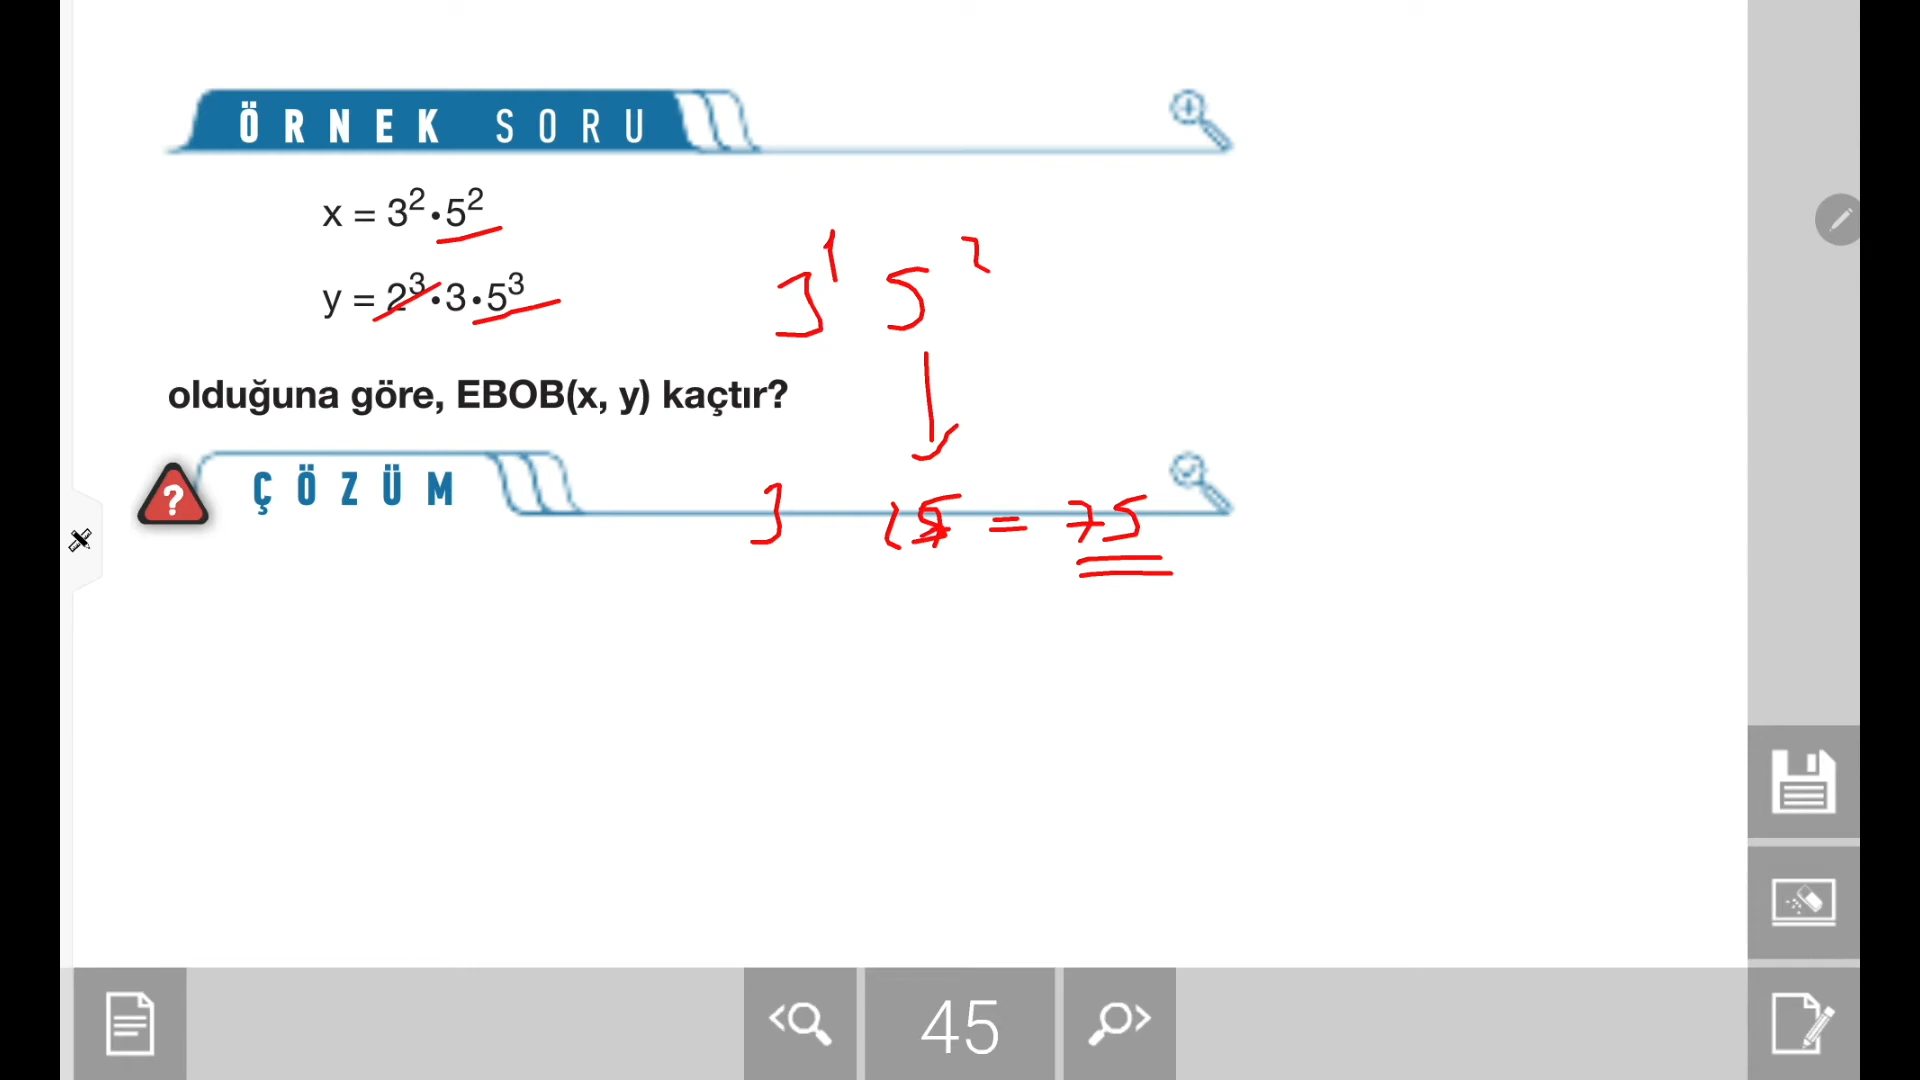 ÖRNEK SORU
x = 3²·5²
y = 2³·3·5³
3¹ 5²
olduğuna göre, EBOB(x, y) kaçtır?
ÇÖZÜM
?
3 25 = 75
45